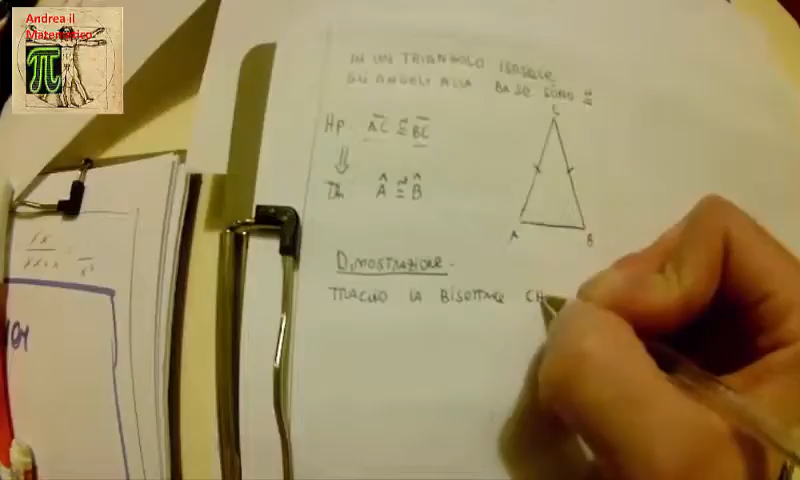 Andrea il
Matematico
π
IN UN TRIANGOLO ISOSCELE
GLI ANGOLI ALLA BASE SONO ≅
Hp. AC ≅ BC
⇓
Th. Â ≅ B̂
C
A
B
DIMOSTRAZIONE.
TRACCIO LA BISETTRICE CH